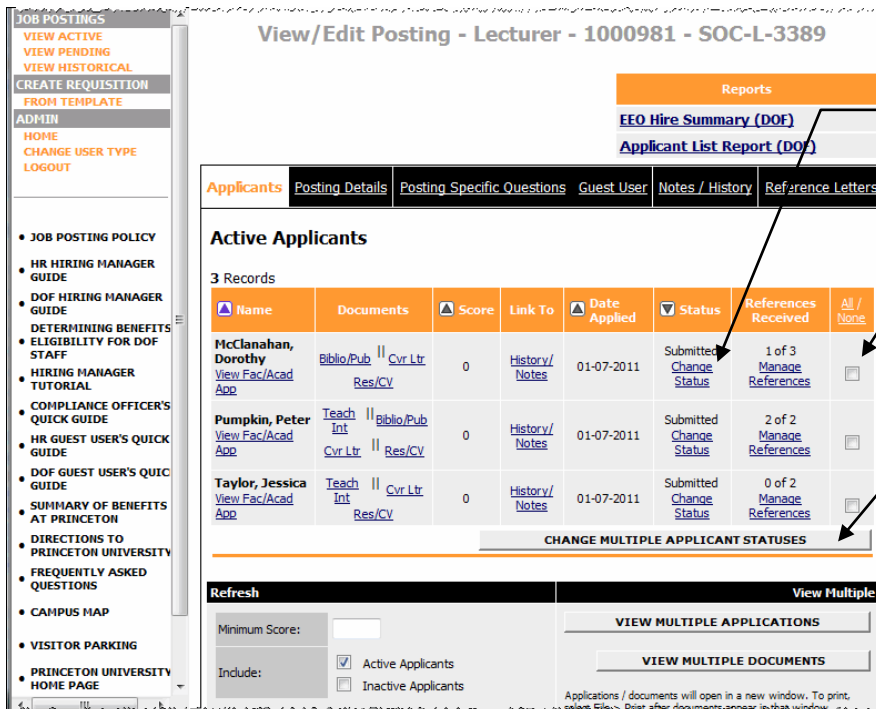 JOB POSTINGS
VIEW ACTIVE
VIEW PENDING
VIEW HISTORICAL
CREATE REQUISITION
FROM TEMPLATE
ADMIN
HOME
CHANGE USER TYPE
LOGOUT
• JOB POSTING POLICY
• HR HIRING MANAGER
GUIDE
• DOF HIRING MANAGER
GUIDE
DETERMINING BENEFITS
• ELIGIBILITY FOR DOF
STAFF
• HIRING MANAGER
TUTORIAL
• COMPLIANCE OFFICER'S
QUICK GUIDE
• HR GUEST USER'S QUICK
GUIDE
• DOF GUEST USER'S QUIC
GUIDE
• SUMMARY OF BENEFITS
AT PRINCETON
• DIRECTIONS TO
PRINCETON UNIVERSITY
• FREQUENTLY ASKED
QUESTIONS
• CAMPUS MAP
• VISITOR PARKING
• PRINCETON UNIVERSITY
HOME PAGE
View/Edit Posting - Lecturer - 1000981 - SOC-L-3389
Reports
EEO Hire Summary (DOF)
Applicant List Report (DOF)
Applicants Posting Details Posting Specific Questions Guest User Notes / History Reference Letters
Active Applicants
3 Records
Name Documents Score Link To Date Applied Status References Received All / None
McClanahan, Dorothy
View Fac/Acad App
Biblio/Pub || Cvr Ltr
Res/CV
0
History/ Notes
01-07-2011
Submitted
Change Status
1 of 3
Manage References
Pumpkin, Peter
View Fac/Acad App
Teach Int || Biblio/Pub
Cvr Ltr || Res/CV
0
History/ Notes
01-07-2011
Submitted
Change Status
2 of 2
Manage References
Taylor, Jessica
View Fac/Acad App
Teach Int || Cvr Ltr
Res/CV
0
History/ Notes
01-07-2011
Submitted
Change Status
0 of 2
Manage References
CHANGE MULTIPLE APPLICANT STATUSES
Refresh
View Multiple
Minimum Score:
Include:
Active Applicants
Inactive Applicants
VIEW MULTIPLE APPLICATIONS
VIEW MULTIPLE DOCUMENTS
Applications / documents will open in a new window. To print,
select File > Print after documents appear in that window.